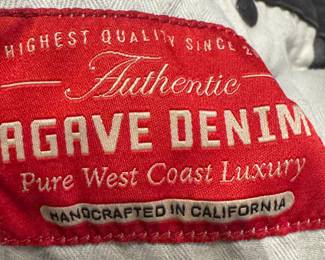 HIGHEST QUALITY SINCE
Authentic
AGAVE DENIM
Pure West Coast Luxury
HANDCRAFTED IN CALIFORNIA